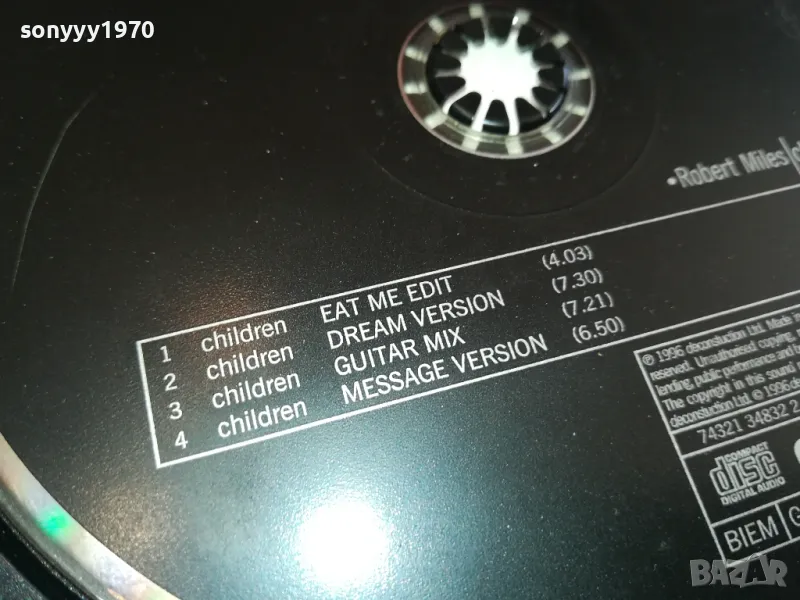 sonyyy1970
•Robert Miles
1 children EAT ME EDIT (4.03)
2 children DREAM VERSION (7.30)
3 children GUITAR MIX (7.21)
4 children MESSAGE VERSION (6.50)
℗ 1996 deconstruction Ltd. Made in
reserved. Unauthorised copying,
lending, public performance and
The copyright in this sound
deconstruction Ltd. © 1996
74321 34832 2
COMPACT
disc
DIGITAL AUDIO
BIEM
BAZAR